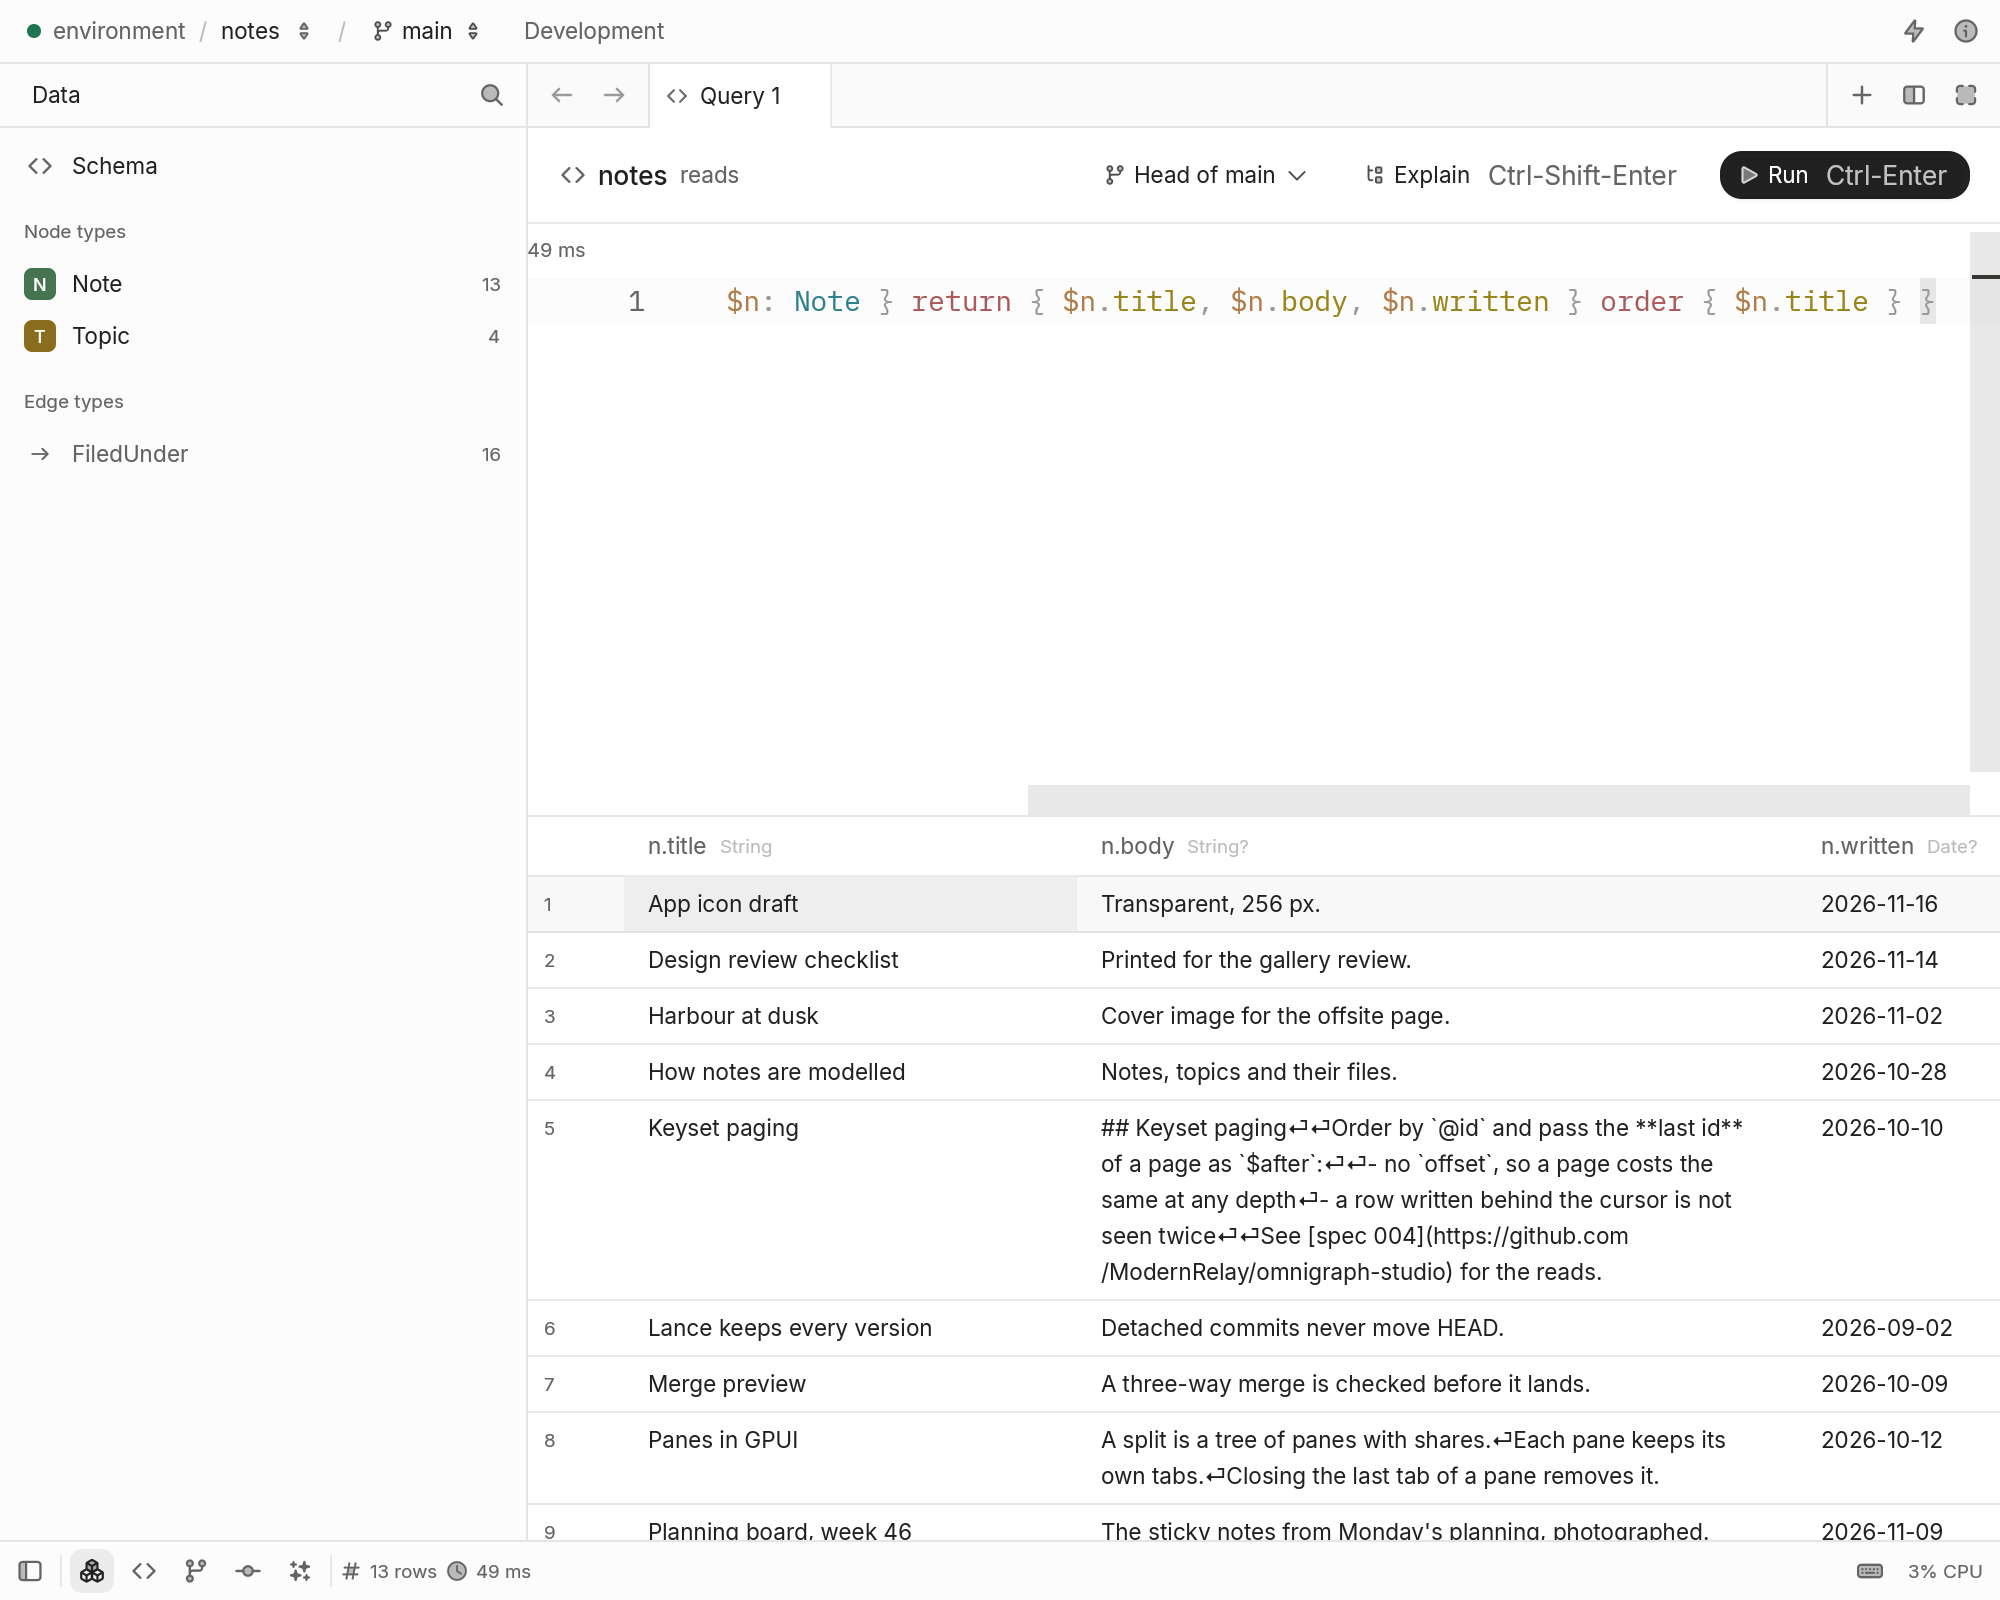 environment / notes / main Development
Data
Query 1
Schema
notes reads Head of main Explain Ctrl-Shift-Enter Run Ctrl-Enter
Node types
49 ms
N Note 13
1 $n: Note } return { $n.title, $n.body, $n.written } order { $n.title } }
T Topic 4
Edge types
FiledUnder 16
n.title String n.body String? n.written Date?
1 App icon draft Transparent, 256 px. 2026-11-16
2 Design review checklist Printed for the gallery review. 2026-11-14
3 Harbour at dusk Cover image for the offsite page. 2026-11-02
4 How notes are modelled Notes, topics and their files. 2026-10-28
5 Keyset paging ## Keyset paging⏎⏎Order by `@id` and pass the **last id** 2026-10-10
of a page as `$after`:⏎⏎- no `offset`, so a page costs the
same at any depth⏎- a row written behind the cursor is not
seen twice⏎⏎See [spec 004](https://github.com
/ModernRelay/omnigraph-studio) for the reads.
6 Lance keeps every version Detached commits never move HEAD. 2026-09-02
7 Merge preview A three-way merge is checked before it lands. 2026-10-09
8 Panes in GPUI A split is a tree of panes with shares.⏎Each pane keeps its 2026-10-12
own tabs.⏎Closing the last tab of a pane removes it.
9 Planning board, week 46 The sticky notes from Monday's planning, photographed. 2026-11-09
13 rows 49 ms 3% CPU